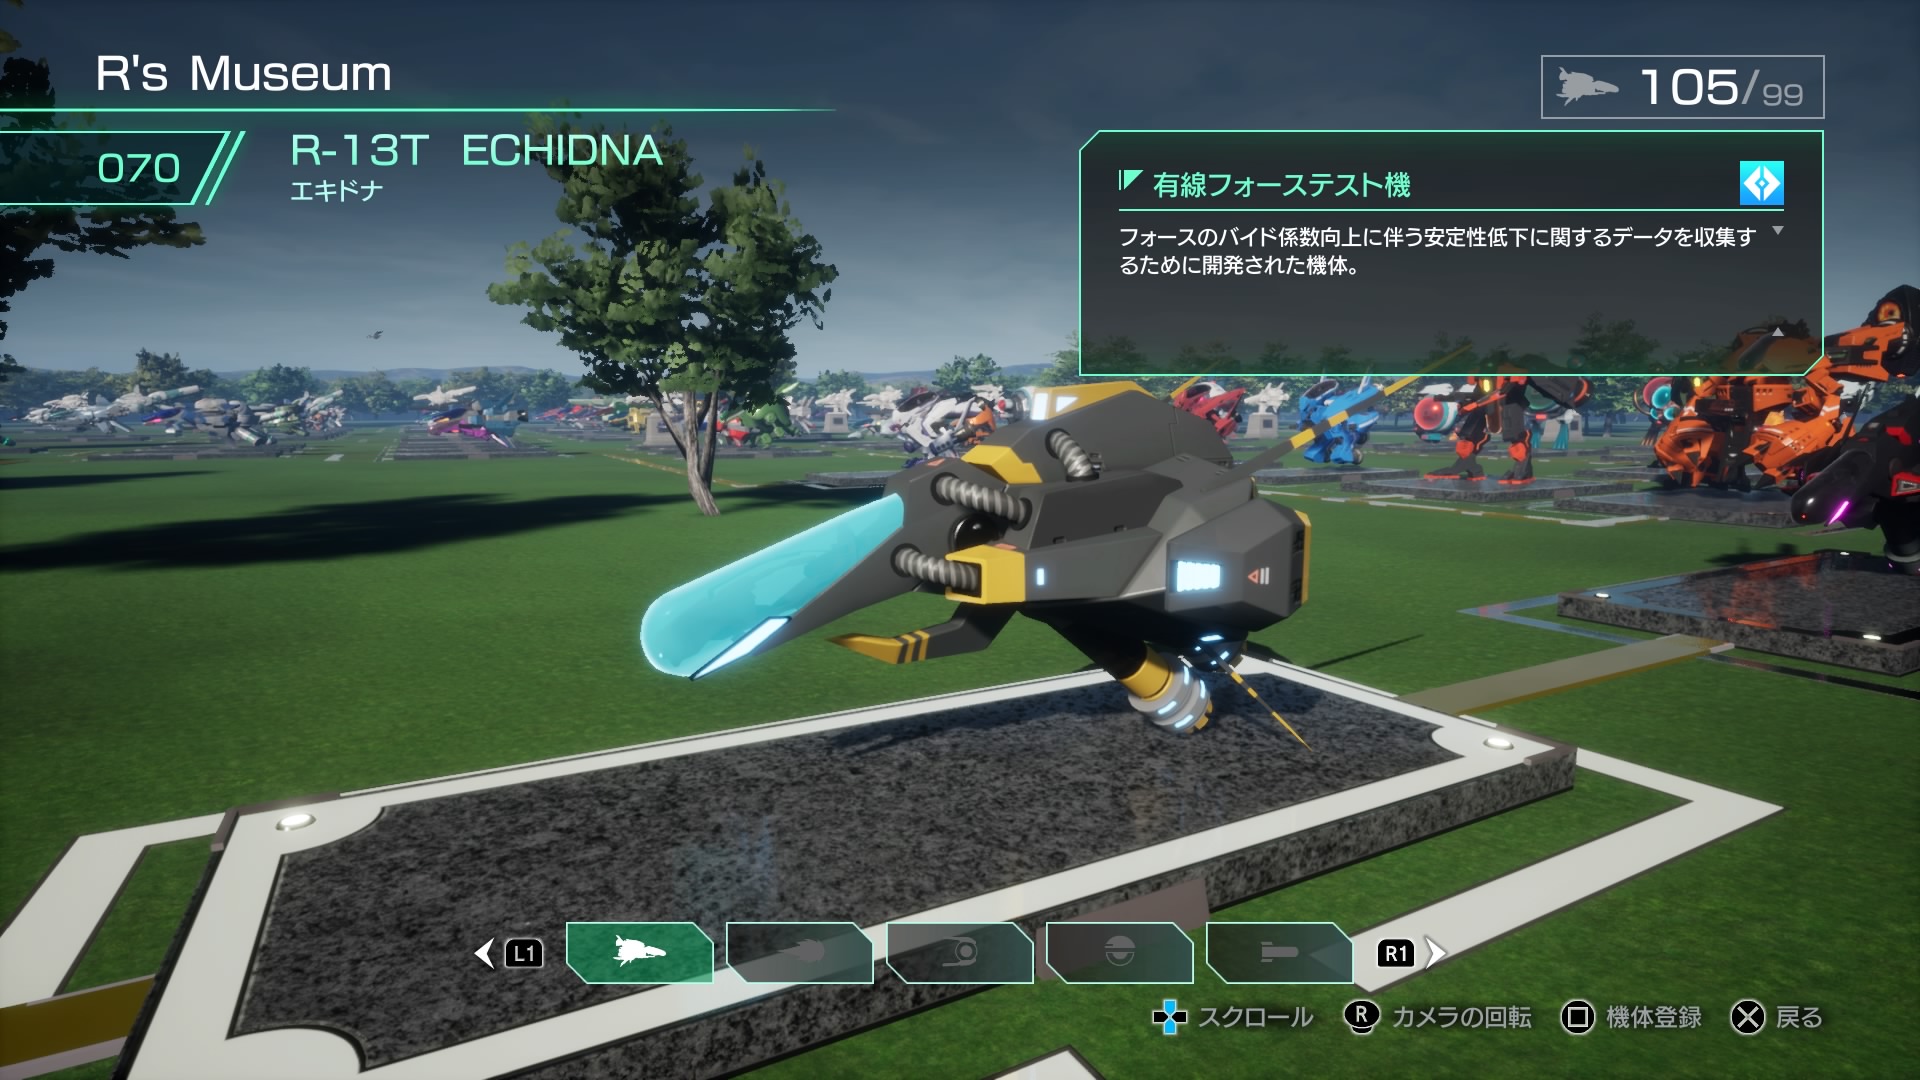 R's Museum
105/99
070
R-13T ECHIDNA
エキドナ
有線フォーステスト機
フォースのバイド係数向上に伴う安定性低下に関するデータを収集す
るために開発された機体。
L1
R1
スクロール
R
カメラの回転
機体登録
戻る